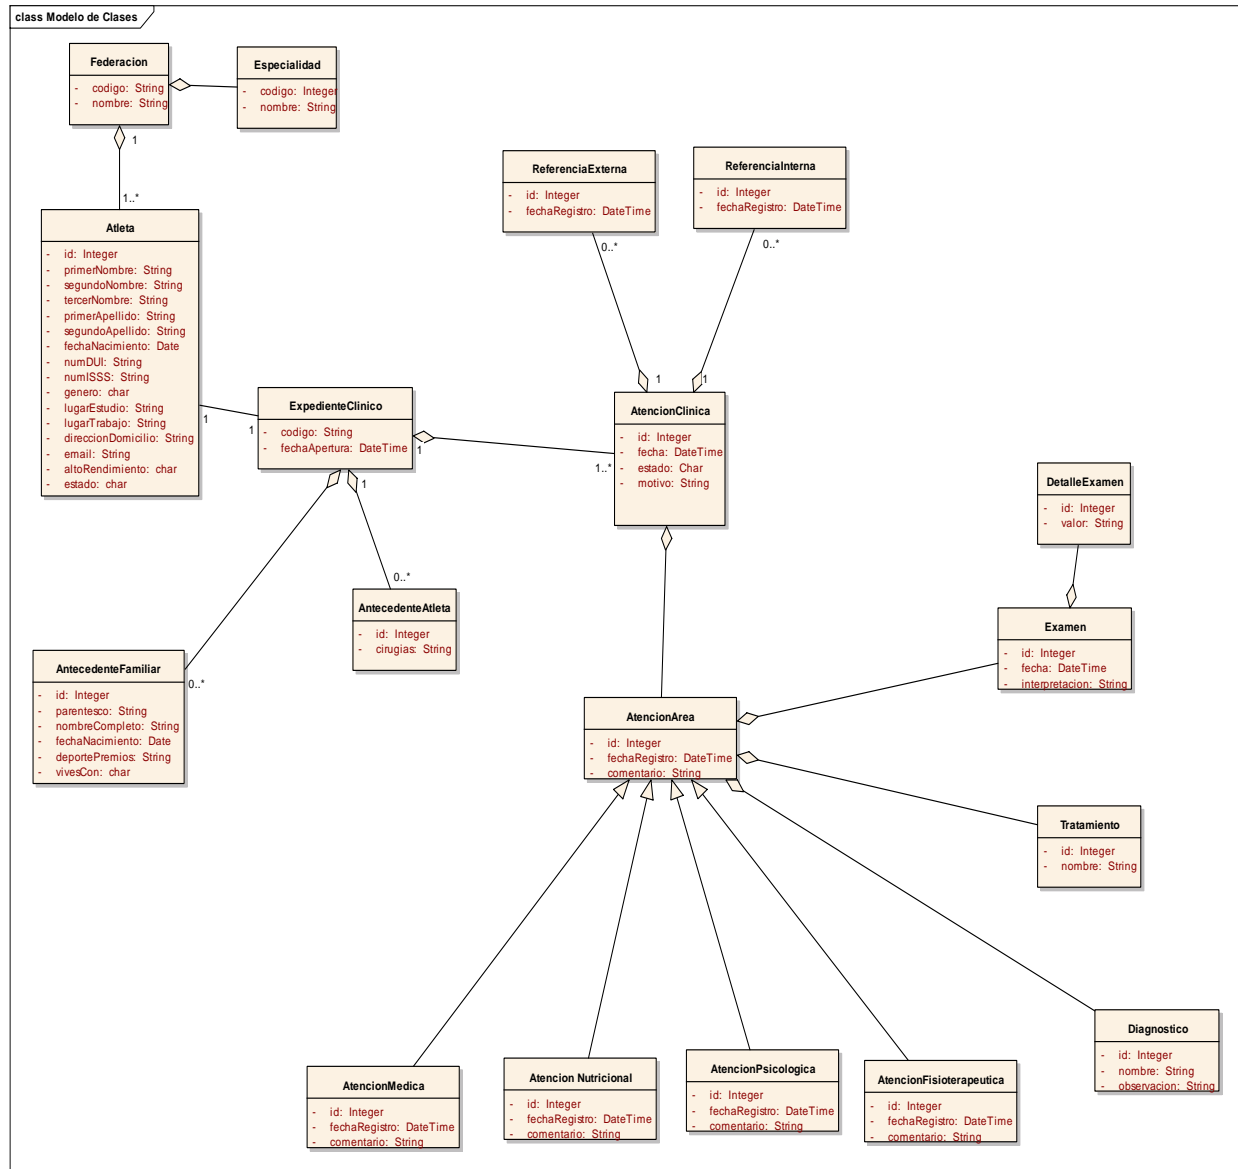 class Modelo de Clases
Federacion
- codigo: String
- nombre: String
Especialidad
- codigo: Integer
- nombre: String
1
1..*
Atleta
- id: Integer
- primerNombre: String
- segundoNombre: String
- tercerNombre: String
- primerApellido: String
- segundoApellido: String
- fechaNacimiento: Date
- numDUI: String
- numISSS: String
- genero: char
- lugarEstudio: String
- lugarTrabajo: String
- direccionDomicilio: String
- email: String
- altoRendimiento: char
- estado: char
1
1
ReferenciaExterna
- id: Integer
- fechaRegistro: DateTime
0..*
ReferenciaInterna
- id: Integer
- fechaRegistro: DateTime
0..*
1
1
ExpedienteClinico
- codigo: String
- fechaApertura: DateTime
1
1..*
1
AtencionClinica
- id: Integer
- fecha: DateTime
- estado: Char
- motivo: String
DetalleExamen
- id: Integer
- valor: String
0..*
AntecedenteAtleta
- id: Integer
- cirugias: String
Examen
- id: Integer
- fecha: DateTime
- interpretacion: String
AntecedenteFamiliar
- id: Integer
- parentesco: String
- nombreCompleto: String
- fechaNacimiento: Date
- deportePremios: String
- vivesCon: char
0..*
AtencionArea
- id: Integer
- fechaRegistro: DateTime
- comentario: String
Tratamiento
- id: Integer
- nombre: String
Diagnostico
- id: Integer
- nombre: String
- observacion: String
AtencionMedica
- id: Integer
- fechaRegistro: DateTime
- comentario: String
Atencion Nutricional
- id: Integer
- fechaRegistro: DateTime
- comentario: String
AtencionPsicologica
- id: Integer
- fechaRegistro: DateTime
- comentario: String
AtencionFisioterapeutica
- id: Integer
- fechaRegistro: DateTime
- comentario: String